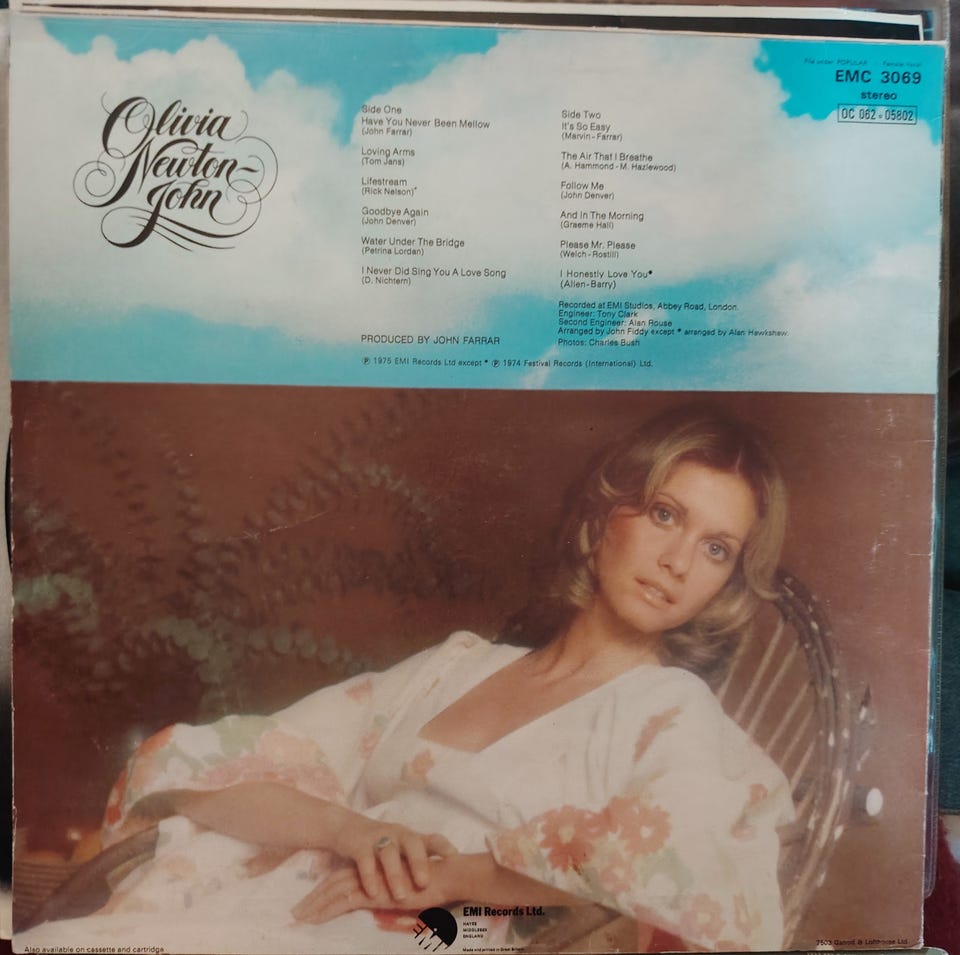 File under POPULAR : Female Vocal
EMC 3069
stereo
OC 062 ∘ 05802
Olivia
Newton-
John
Side One
Have You Never Been Mellow
(John Farrar)
Loving Arms
(Tom Jans)
Lifestream
(Rick Nelson)*
Goodbye Again
(John Denver)
Water Under The Bridge
(Petrina Lordan)
I Never Did Sing You A Love Song
(D. Nichtern)
Side Two
It's So Easy
(Marvin - Farrar)
The Air That I Breathe
(A. Hammond - M. Hazlewood)
Follow Me
(John Denver)
And In The Morning
(Graeme Hall)
Please Mr. Please
(Welch - Rostill)
I Honestly Love You*
(Allen-Barry)
Recorded at EMI Studios, Abbey Road, London.
Engineer: Tony Clark
Second Engineer: Alan Rouse
Arranged by John Fiddy except * arranged by Alan Hawkshaw.
Photos: Charles Bush
PRODUCED BY JOHN FARRAR
℗ 1975 EMI Records Ltd except * ℗ 1974 Festival Records (International) Ltd.
EMI Records Ltd.
HAYES
MIDDLESEX
ENGLAND
Made and printed in Great Britain
Also available on cassette and cartridge
7503 Garrod & Lofthouse Ltd.